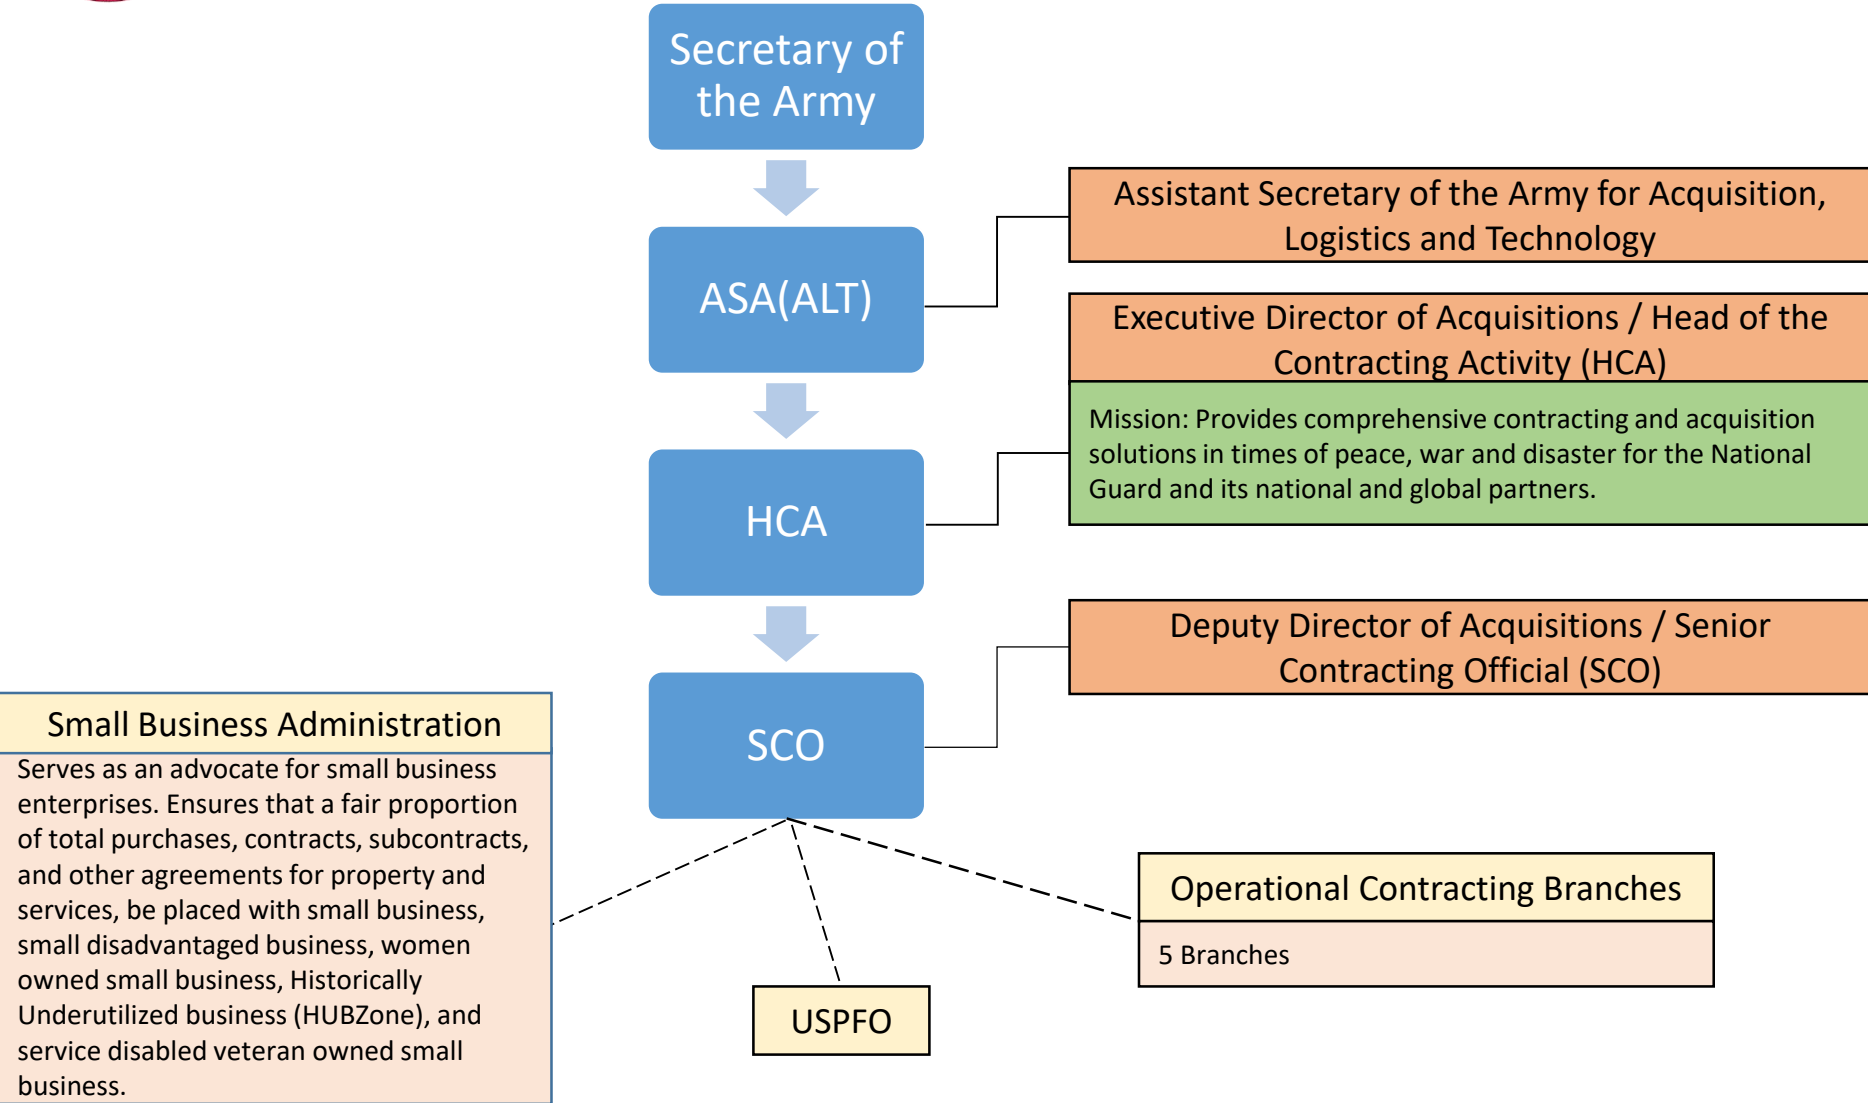 Secretary of
the Army
Assistant Secretary of the Army for Acquisition,
Logistics and Technology
ASA(ALT)
Executive Director of Acquisitions / Head of the
Contracting Activity (HCA)
Mission: Provides comprehensive contracting and acquisition
solutions in times of peace, war and disaster for the National
Guard and its national and global partners.
HCA
Deputy Director of Acquisitions / Senior
Contracting Official (SCO)
SCO
Small Business Administration
Serves as an advocate for small business
enterprises. Ensures that a fair proportion
of total purchases, contracts, subcontracts,
and other agreements for property and
services, be placed with small business,
small disadvantaged business, women
owned small business, Historically
Underutilized business (HUBZone), and
service disabled veteran owned small
business.
USPFO
Operational Contracting Branches
5 Branches